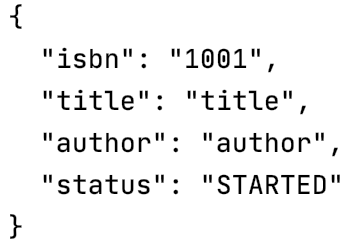 {
  "isbn": "1001",
  "title": "title",
  "author": "author",
  "status": "STARTED"
}